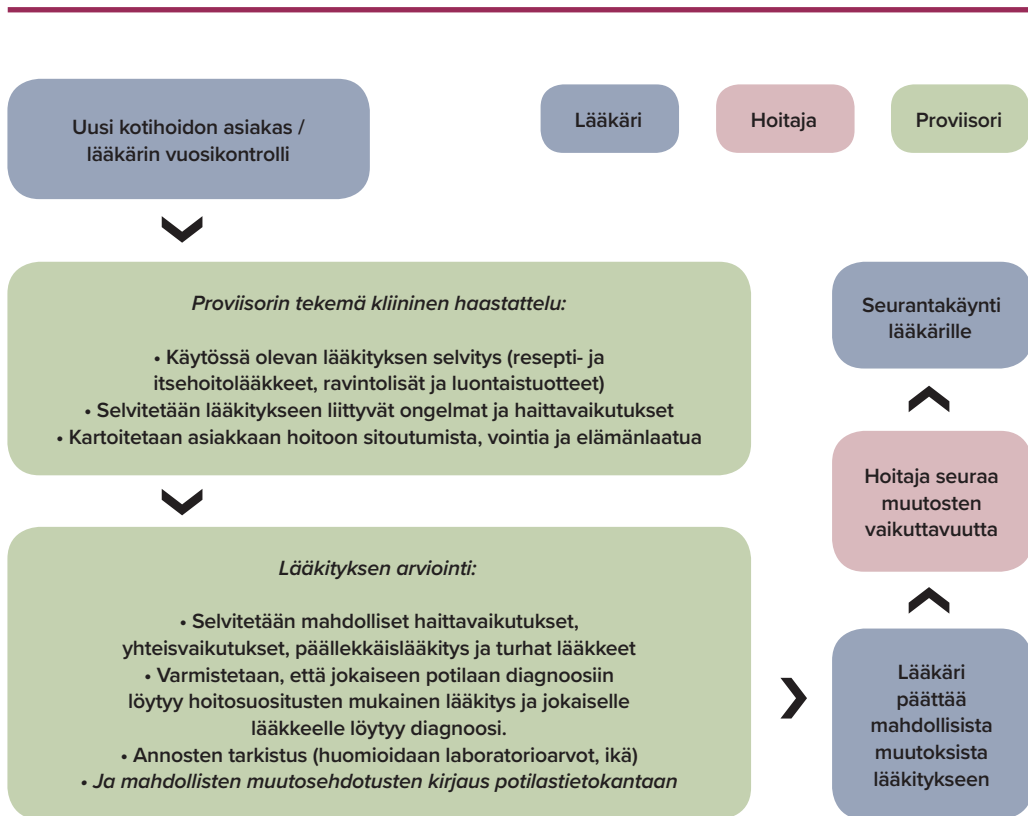 Uusi kotihoidon asiakas /
lääkärin vuosikontrolli
Lääkäri
Hoitaja
Proviisori
Proviisorin tekemä kliininen haastattelu:
• Käytössä olevan lääkityksen selvitys (resepti- ja
itsehoitolääkkeet, ravintolisät ja luontaistuotteet)
• Selvitetään lääkitykseen liittyvät ongelmat ja haittavaikutukset
• Kartoitetaan asiakkaan hoitoon sitoutumista, vointia ja elämänlaatua
Lääkityksen arviointi:
• Selvitetään mahdolliset haittavaikutukset,
yhteisvaikutukset, päällekkäislääkitys ja turhat lääkkeet
• Varmistetaan, että jokaiseen potilaan diagnoosiin
löytyy hoitosuositusten mukainen lääkitys ja jokaiselle
lääkkeelle löytyy diagnoosi.
• Annosten tarkistus (huomioidaan laboratorioarvot, ikä)
• Ja mahdollisten muutosehdotusten kirjaus potilastietokantaan
Lääkäri
päättää
mahdollisista
muutoksista
lääkitykseen
Hoitaja seuraa
muutosten
vaikuttavuutta
Seurantakäynti
lääkärille